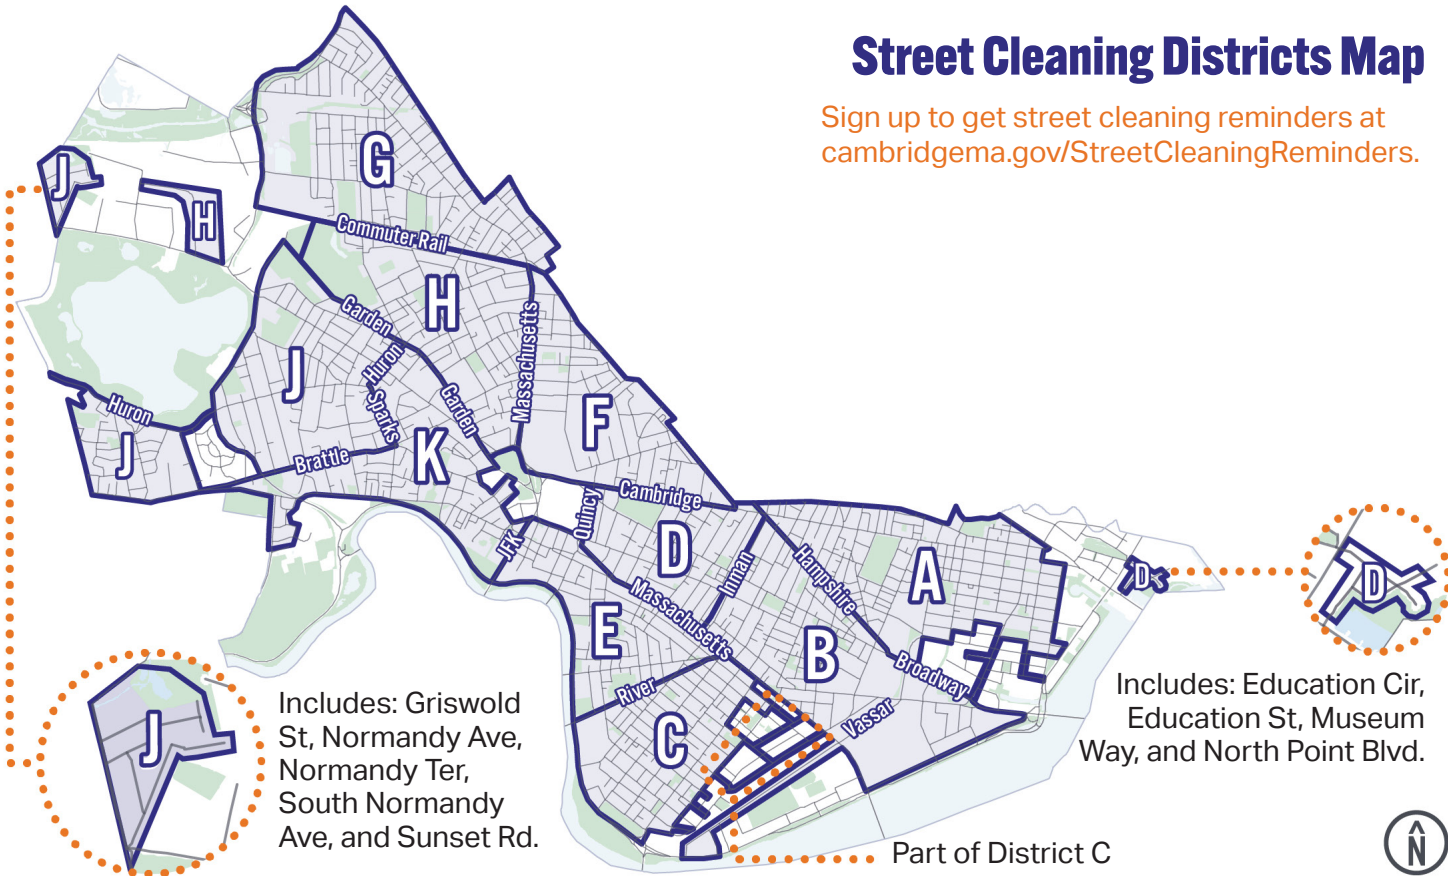 Street Cleaning Districts Map
Sign up to get street cleaning reminders at
cambridgema.gov/StreetCleaningReminders.
G
J
H
Commuter Rail
H
Garden
Massachusetts
Huron
J
Garden
Sparks
Huron
F
J
Brattle
K
Cambridge
Quincy
JFK
D
Inman
Hampshire
A
D
D
Massachusetts
E
B
Broadway
River
Vassar
C
J
Includes: Griswold
St, Normandy Ave,
Normandy Ter,
South Normandy
Ave, and Sunset Rd.
Includes: Education Cir,
Education St, Museum
Way, and North Point Blvd.
Part of District C
N